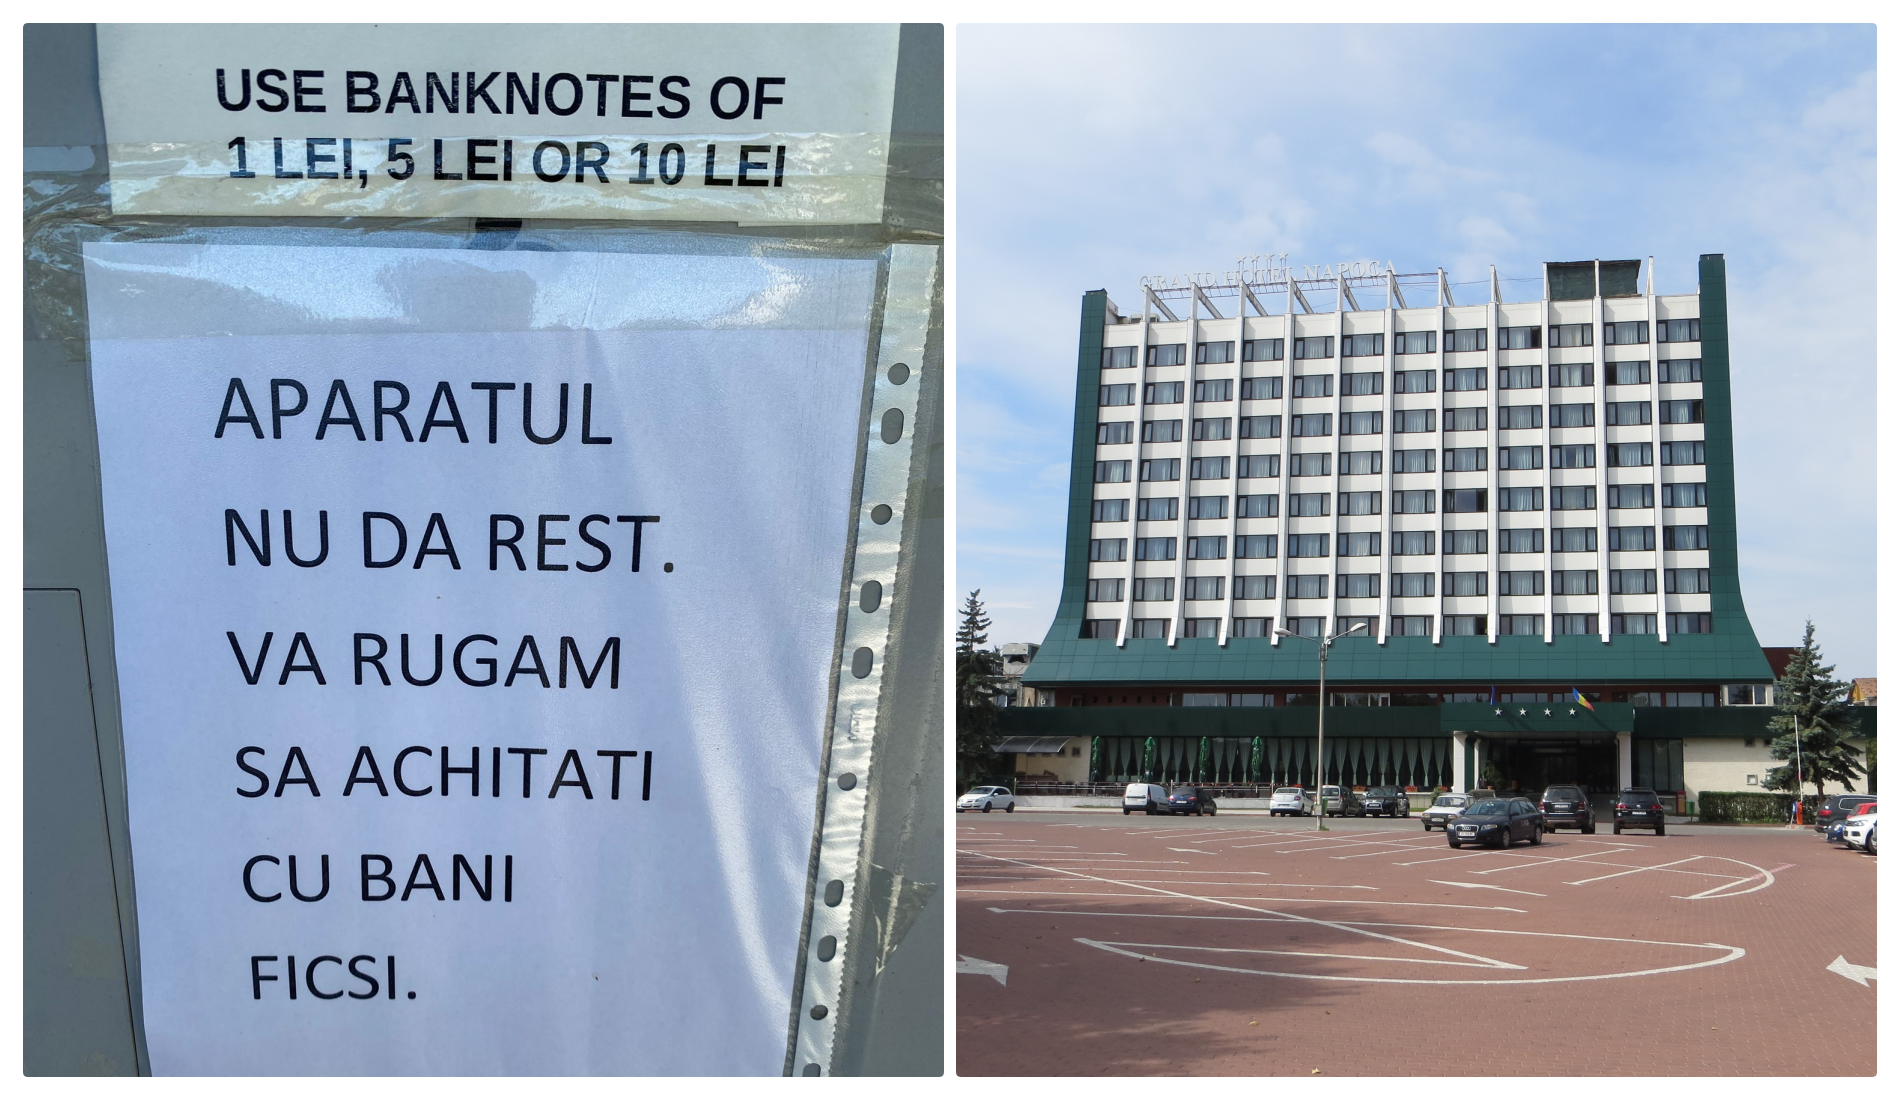 USE BANKNOTES OF
1 LEI, 5 LEI OR 10 LEI
APARATUL
NU DA REST.
VA RUGAM
SA ACHITATI
CU BANI
FICSI.
GRAND HOTEL NAPOCA